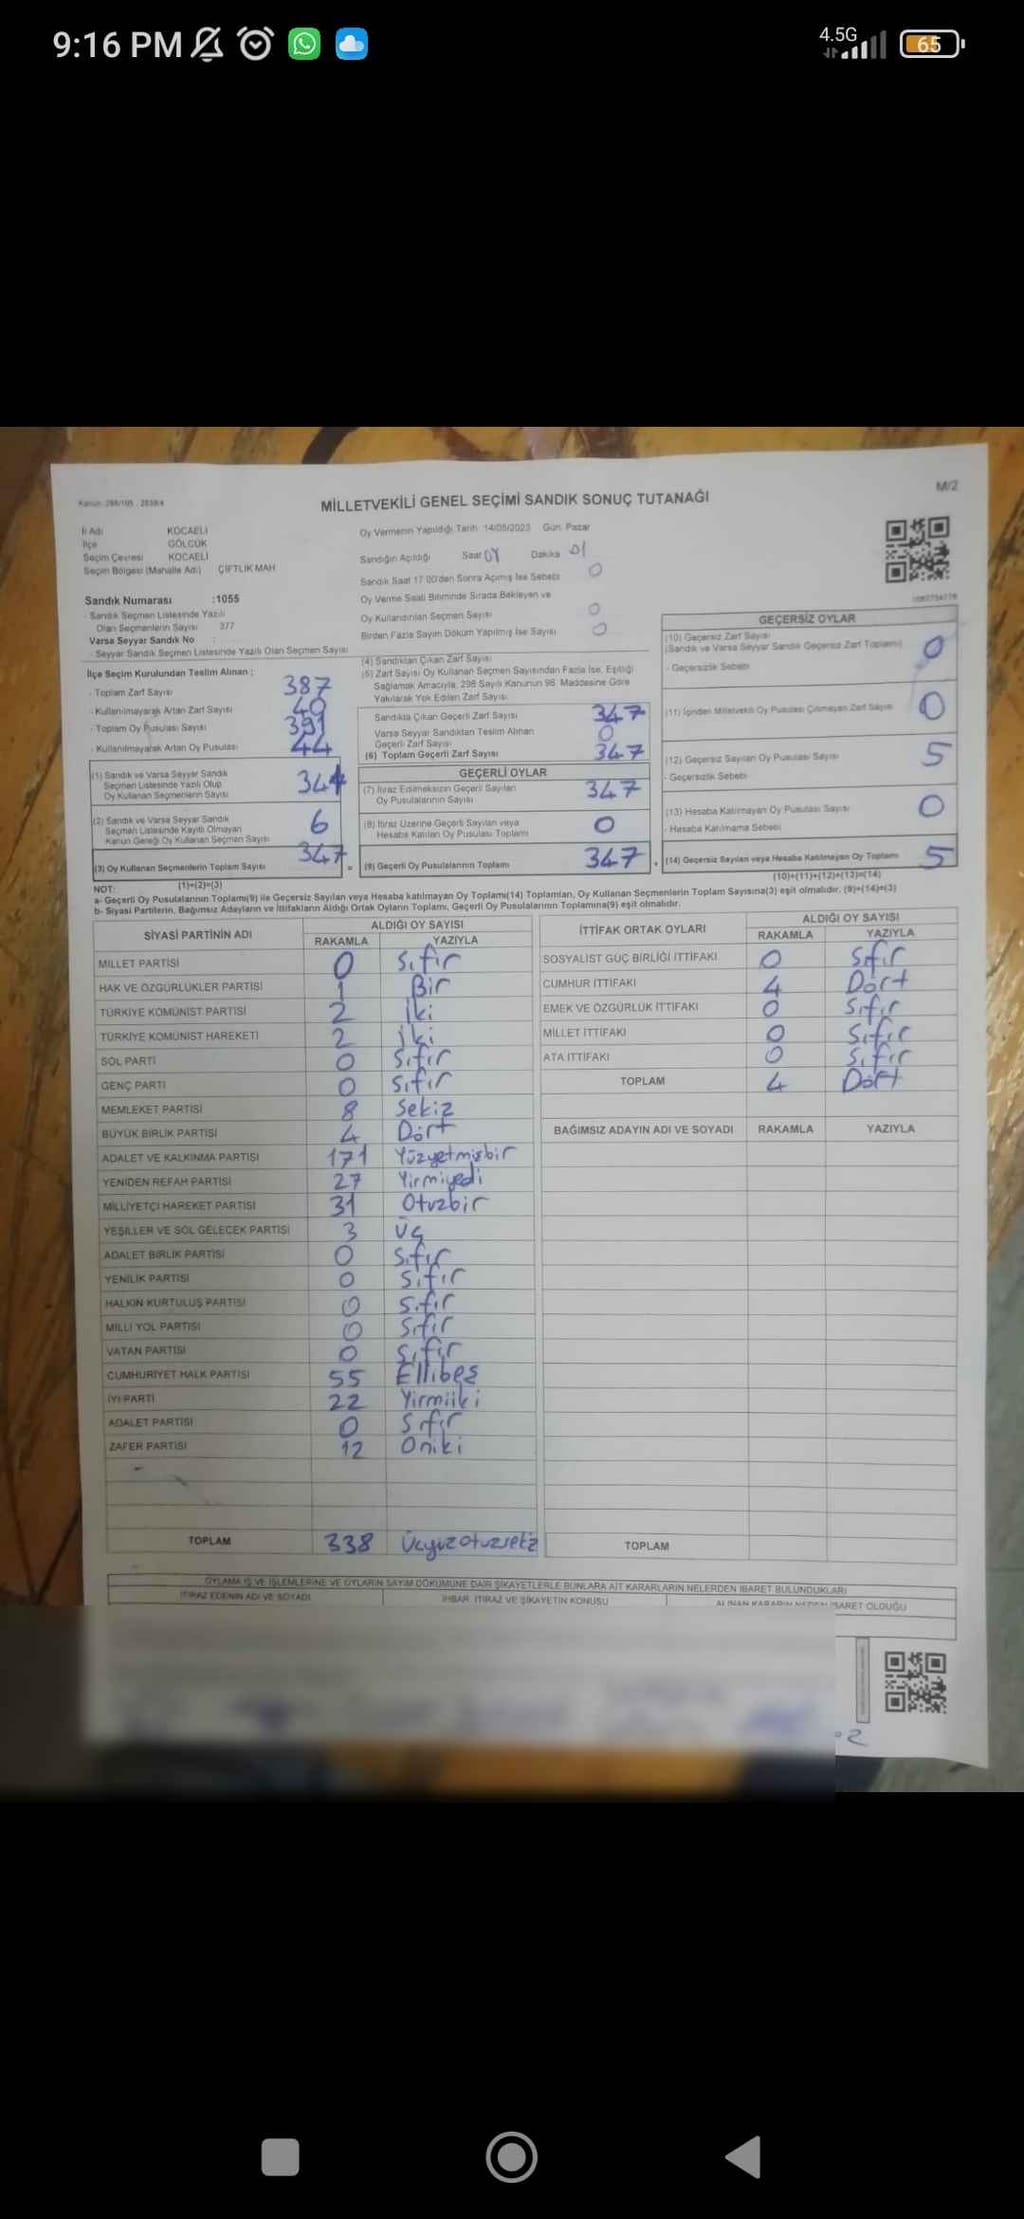 9:16 PM
4.5G
65
Kanun: 298/105 - 2839/4
MİLLETVEKİLİ GENEL SEÇİMİ SANDIK SONUÇ TUTANAĞI
M/2
İl Adı KOCAELİ
İlçe GÖLCÜK
Seçim Çevresi KOCAELİ
Seçim Bölgesi (Mahalle Adı) ÇİFTLİK MAH
Sandık Numarası :1055
- Sandık Seçmen Listesinde Yazılı
Olan Seçmenlerin Sayısı 377
Varsa Seyyar Sandık No :
- Seyyar Sandık Seçmen Listesinde Yazılı Olan Seçmen Sayısı
Oy Vermenin Yapıldığı Tarih 14/05/2023 Gün: Pazar
Sandığın Açıldığı Saat Dakika 01
Sandık Saat 17:00'den Sonra Açılmış İse Sebebi 0
Oy Verme Saati Bitiminde Sırada Bekleyen ve
Oy Kullandırılan Seçmen Sayısı 0
Birden Fazla Sayım Döküm Yapılmış İse Sayısı 0
İlçe Seçim Kurulundan Teslim Alınan :
- Toplam Zarf Sayısı 387
- Kullanılmayarak Artan Zarf Sayısı 40
- Toplam Oy Pusulası Sayısı 391
- Kullanılmayarak Artan Oy Pusulası 44
(1) Sandık ve Varsa Seyyar Sandık
Seçmen Listesinde Yazılı Olup
Oy Kullanan Seçmenlerin Sayısı
(2) Sandık ve Varsa Seyyar Sandık
Seçmen Listesinde Kayıtlı Olmayan
Kanun Gereği Oy Kullanan Seçmen Sayısı 6
(3) Oy Kullanan Seçmenlerin Toplam Sayısı 347
(1)+(2)=(3)
(4) Sandıktan Çıkan Zarf Sayısı
(5) Zarf Sayısı Oy Kullanan Seçmen Sayısından Fazla İse, Eşitliği
Sağlamak Amacıyla, 298 Sayılı Kanunun 98. Maddesine Göre
Yakılarak Yok Edilen Zarf Sayısı
Sandıkta Çıkan Geçerli Zarf Sayısı 347
Varsa Seyyar Sandıktan Teslim Alınan
Geçerli Zarf Sayısı 0
(6) Toplam Geçerli Zarf Sayısı 347
GEÇERLİ OYLAR
(7) İtiraz Edilmeksizin Geçerli Sayılan
Oy Pusulalarının Sayısı 347
(8) İtiraz Üzerine Geçerli Sayılan veya
Hesaba Katılan Oy Pusulası Toplamı 0
(9) Geçerli Oy Pusulalarının Toplamı 347
GEÇERSİZ OYLAR
(10) Geçersiz Zarf Sayısı
(Sandık ve Varsa Seyyar Sandık Geçersiz Zarf Toplamı) 0
- Geçersizlik Sebebi
(11) İçinden Milletvekili Oy Pusulası Çıkmayan Zarf Sayısı 0
(12) Geçersiz Sayılan Oy Pusulası Sayısı 5
- Geçersizlik Sebebi
(13) Hesaba Katılmayan Oy Pusulası Sayısı 0
- Hesaba Katılmama Sebebi
(14) Geçersiz Sayılan veya Hesaba Katılmayan Oy Toplamı 5
(10)+(11)+(12)+(13)=(14)
NOT:
a- Geçerli Oy Pusulalarının Toplamı(9) ile Geçersiz Sayılan veya Hesaba katılmayan Oy Toplamı(14) Toplamları, Oy Kullanan Seçmenlerin Toplam Sayısına(3) eşit olmalıdır. (9)+(14)=(3)
b- Siyasi Partilerin, Bağımsız Adayların ve İttifakların Aldığı Ortak Oyların Toplamı, Geçerli Oy Pusulalarının Toplamına(9) eşit olmalıdır.
SİYASİ PARTİNİN ADI ALDIĞI OY SAYISI
RAKAMLA YAZIYLA
MİLLET PARTİSİ 0 Sıfır
HAK VE ÖZGÜRLÜKLER PARTİSİ 1 Bir
TÜRKİYE KOMÜNİST PARTİSİ 2 iki
TÜRKİYE KOMÜNİST HAREKETİ 2 iki
SOL PARTİ 0 Sıfır
GENÇ PARTİ 0 Sıfır
MEMLEKET PARTİSİ 8 Sekiz
BÜYÜK BİRLİK PARTİSİ 4 Dört
ADALET VE KALKINMA PARTİSİ 171 Yüzyetmişbir
YENİDEN REFAH PARTİSİ 27 Yirmiyedi
MİLLİYETÇİ HAREKET PARTİSİ 31 Otuzbir
YEŞİLLER VE SOL GELECEK PARTİSİ 3 Üç
ADALET BİRLİK PARTİSİ 0 Sıfır
YENİLİK PARTİSİ 0 Sıfır
HALKIN KURTULUŞ PARTİSİ 0 Sıfır
MİLLİ YOL PARTİSİ 0 Sıfır
VATAN PARTİSİ 0 Sıfır
CUMHURİYET HALK PARTİSİ 55 Ellibeş
İYİ PARTİ 22 Yirmiiki
ADALET PARTİSİ 0 Sıfır
ZAFER PARTİSİ 12 Oniki
TOPLAM 338 Üçyüzotuzsekiz
İTTİFAK ORTAK OYLARI ALDIĞI OY SAYISI
RAKAMLA YAZIYLA
SOSYALİST GÜÇ BİRLİĞİ İTTİFAKI 0 Sıfır
CUMHUR İTTİFAKI 4 Dört
EMEK VE ÖZGÜRLÜK İTTİFAKI 0 Sıfır
MİLLET İTTİFAKI 0 Sıfır
ATA İTTİFAKI 0 Sıfır
TOPLAM 4 Dört
BAĞIMSIZ ADAYIN ADI VE SOYADI RAKAMLA YAZIYLA
TOPLAM
OYLAMA İŞ VE İŞLEMLERİNE VE OYLARIN SAYIM DÖKÜMÜNE DAİR ŞİKAYETLERLE BUNLARA AİT KARARLARIN NELERDEN İBARET BULUNDUKLARI
İTİRAZ EDENİN ADI VE SOYADI İHBAR, İTİRAZ VE ŞİKAYETİN KONUSU ALINAN KARARIN NEDEN İBARET OLDUĞU